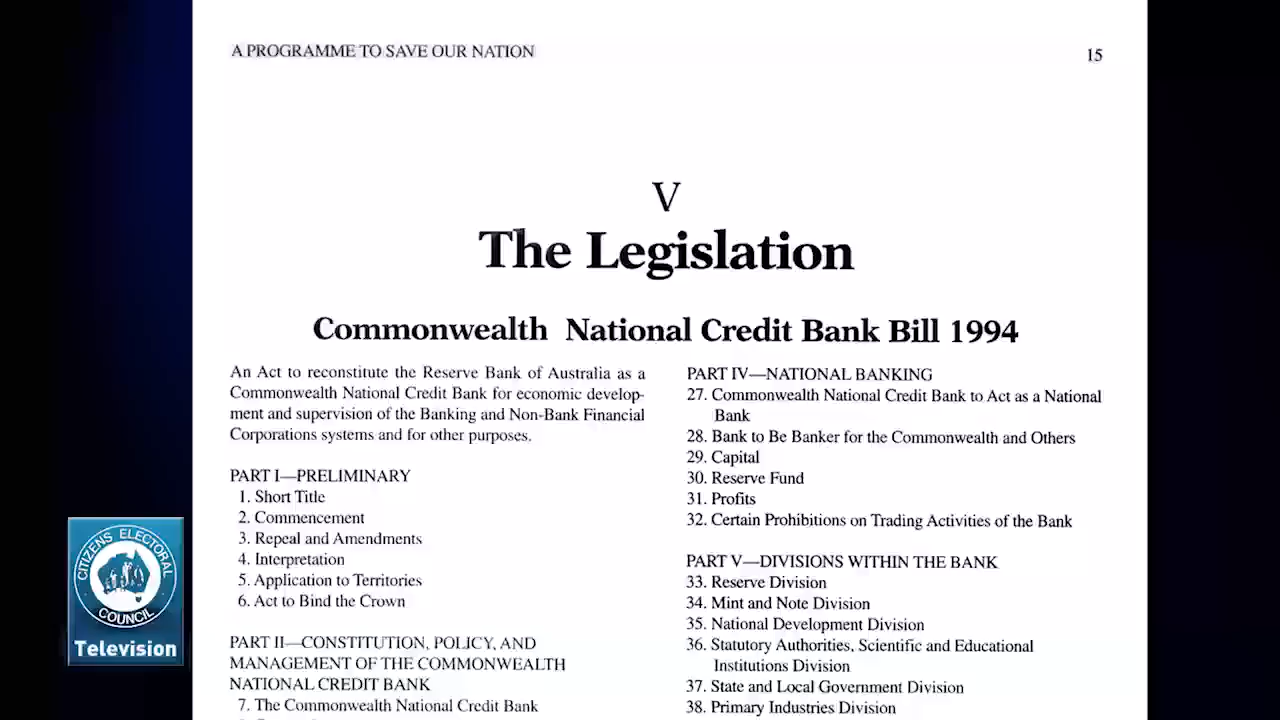 A PROGRAMME TO SAVE OUR NATION
15
V
The Legislation
Commonwealth National Credit Bank Bill 1994
An Act to reconstitute the Reserve Bank of Australia as a
Commonwealth National Credit Bank for economic develop-
ment and supervision of the Banking and Non-Bank Financial
Corporations systems and for other purposes.
PART I—PRELIMINARY
1. Short Title
2. Commencement
3. Repeal and Amendments
4. Interpretation
5. Application to Territories
6. Act to Bind the Crown
PART II—CONSTITUTION, POLICY, AND
MANAGEMENT OF THE COMMONWEALTH
NATIONAL CREDIT BANK
7. The Commonwealth National Credit Bank
PART IV—NATIONAL BANKING
27. Commonwealth National Credit Bank to Act as a National
Bank
28. Bank to Be Banker for the Commonwealth and Others
29. Capital
30. Reserve Fund
31. Profits
32. Certain Prohibitions on Trading Activities of the Bank
PART V—DIVISIONS WITHIN THE BANK
33. Reserve Division
34. Mint and Note Division
35. National Development Division
36. Statutory Authorities, Scientific and Educational
Institutions Division
37. State and Local Government Division
38. Primary Industries Division
CITIZENS ELECTORAL
COUNCIL
Television